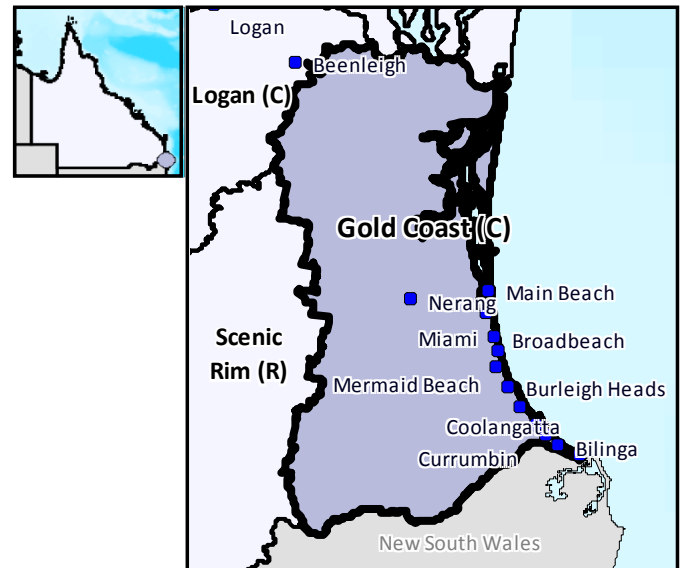 Logan
Beenleigh
Logan (C)
Gold Coast (C)
Main Beach
Nerang
Scenic
Rim (R)
Miami
Broadbeach
Mermaid Beach
Burleigh Heads
Coolangatta
Bilinga
Currumbin
New South Wales